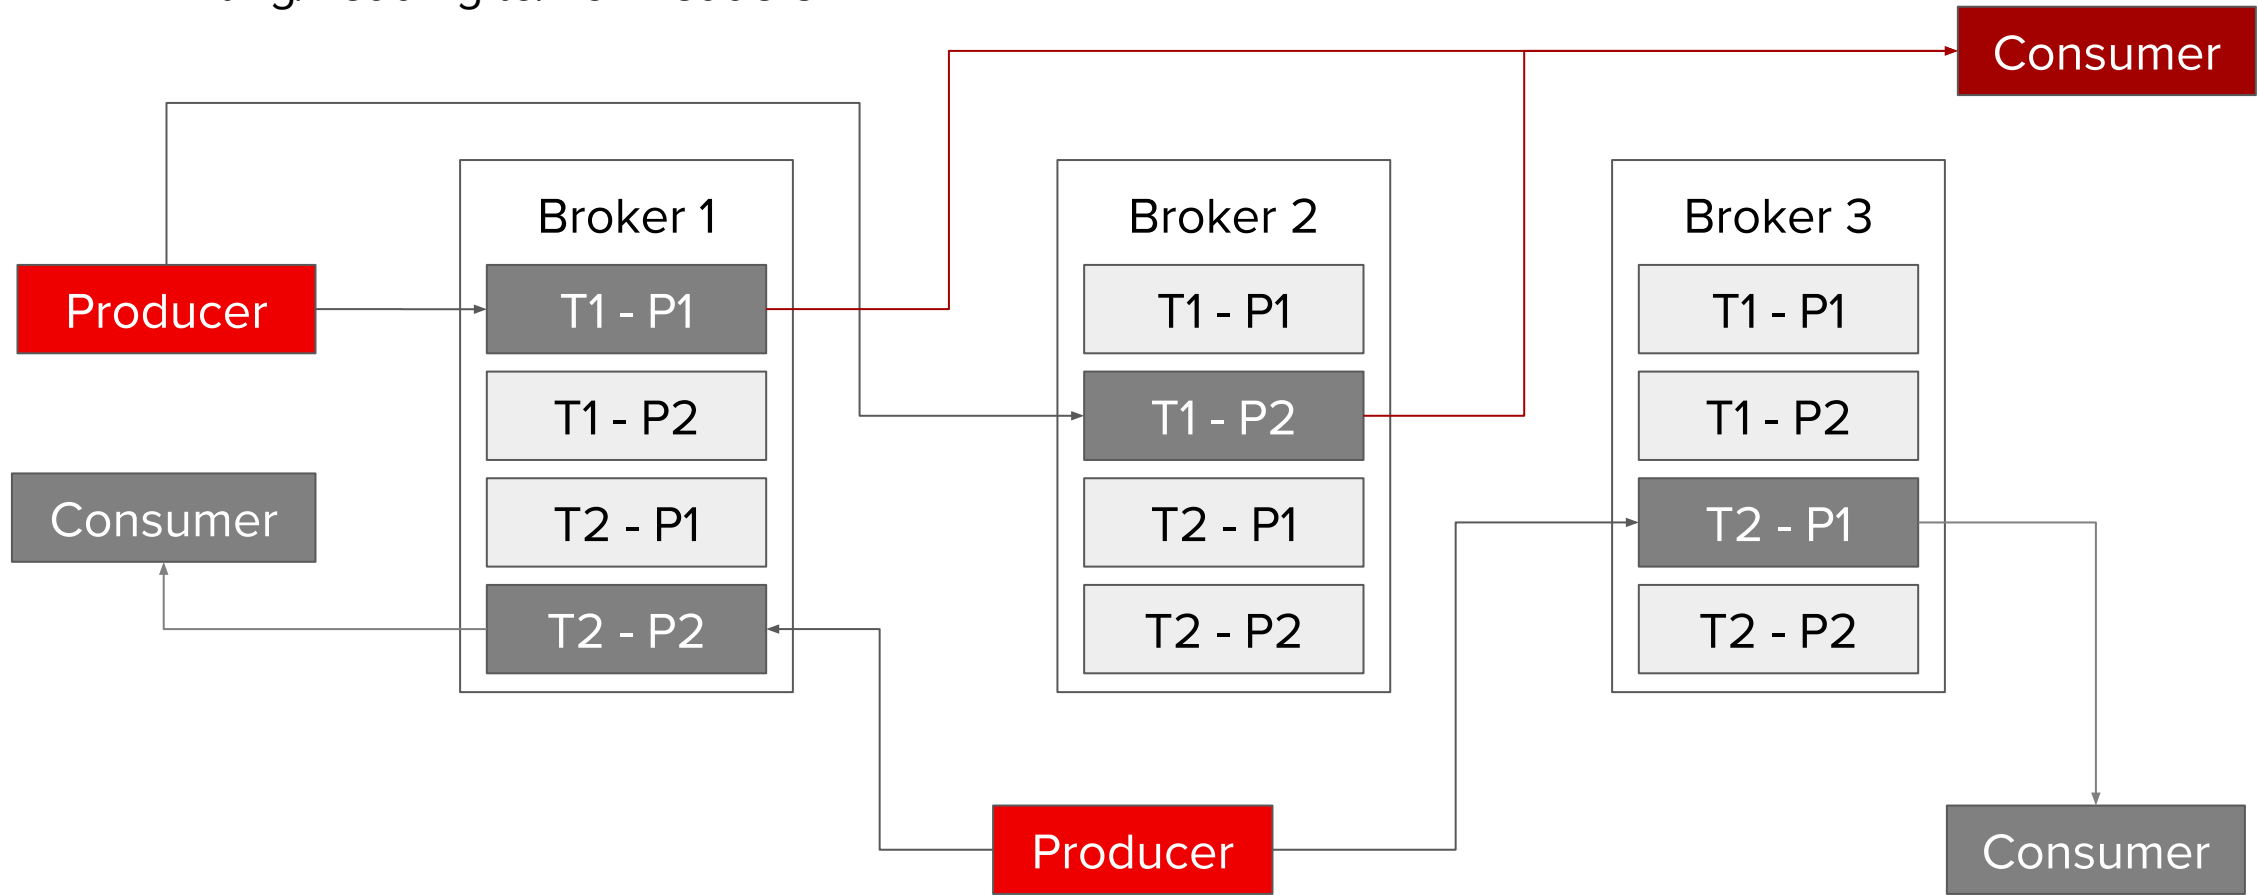 Consumer
Broker 1
Broker 2
Broker 3
Producer
T1 - P1
T1 - P1
T1 - P1
T1 - P2
T1 - P2
T1 - P2
Consumer
T2 - P1
T2 - P1
T2 - P1
T2 - P2
T2 - P2
T2 - P2
Producer
Consumer